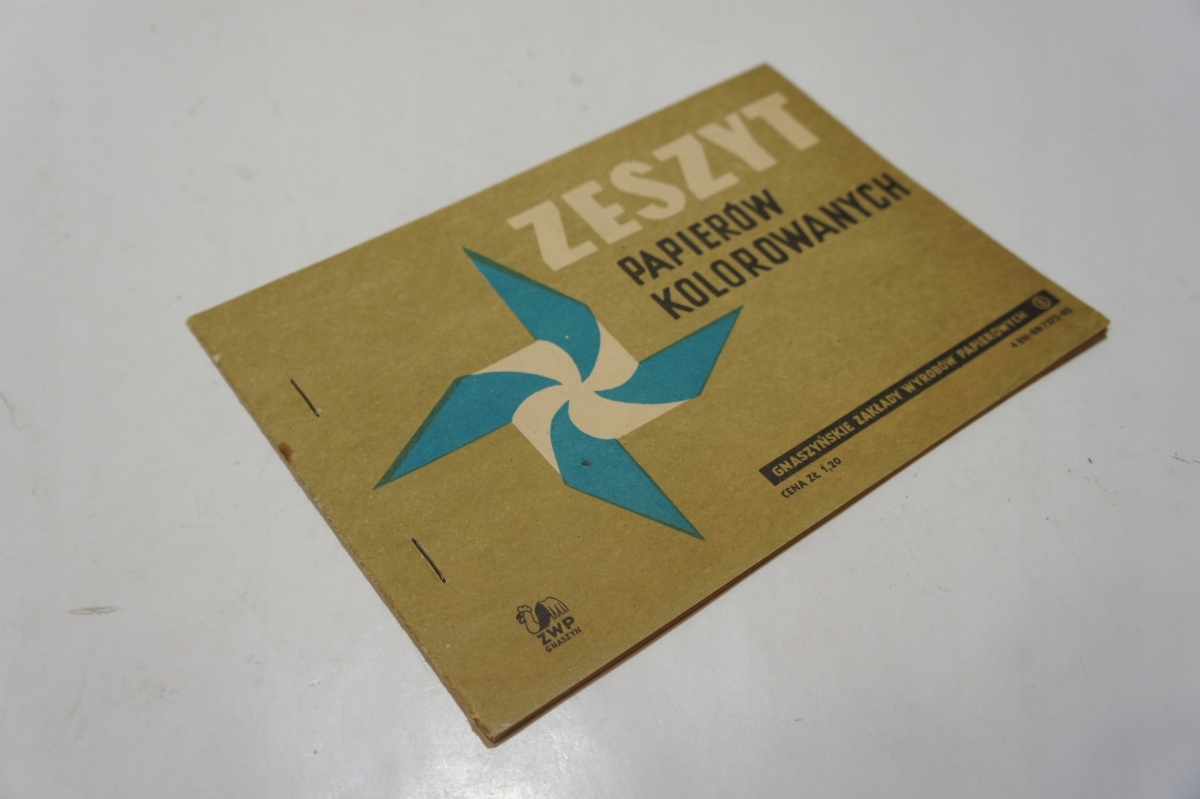 ZESZYT
PAPIERÓW
KOLOROWANYCH
GNASZYŃSKIE ZAKŁADY WYROBÓW PAPIEROWYCH
CENA ZŁ 1,20
ZWP
GNASZYN